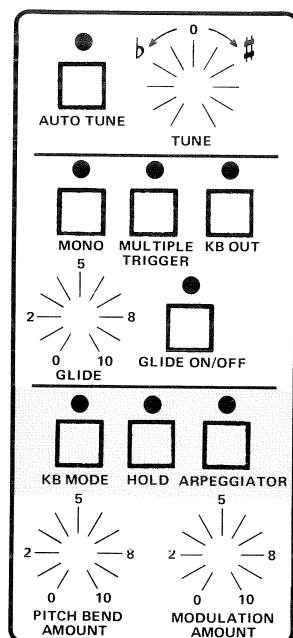 ♭ 0 ♯
AUTO TUNE
TUNE
MONO MULTIPLE TRIGGER KB OUT
5
2 8
0 10
GLIDE
GLIDE ON/OFF
KB MODE HOLD ARPEGGIATOR
5 5
2 8 2 8
0 10 0 10
PITCH BEND AMOUNT
MODULATION AMOUNT